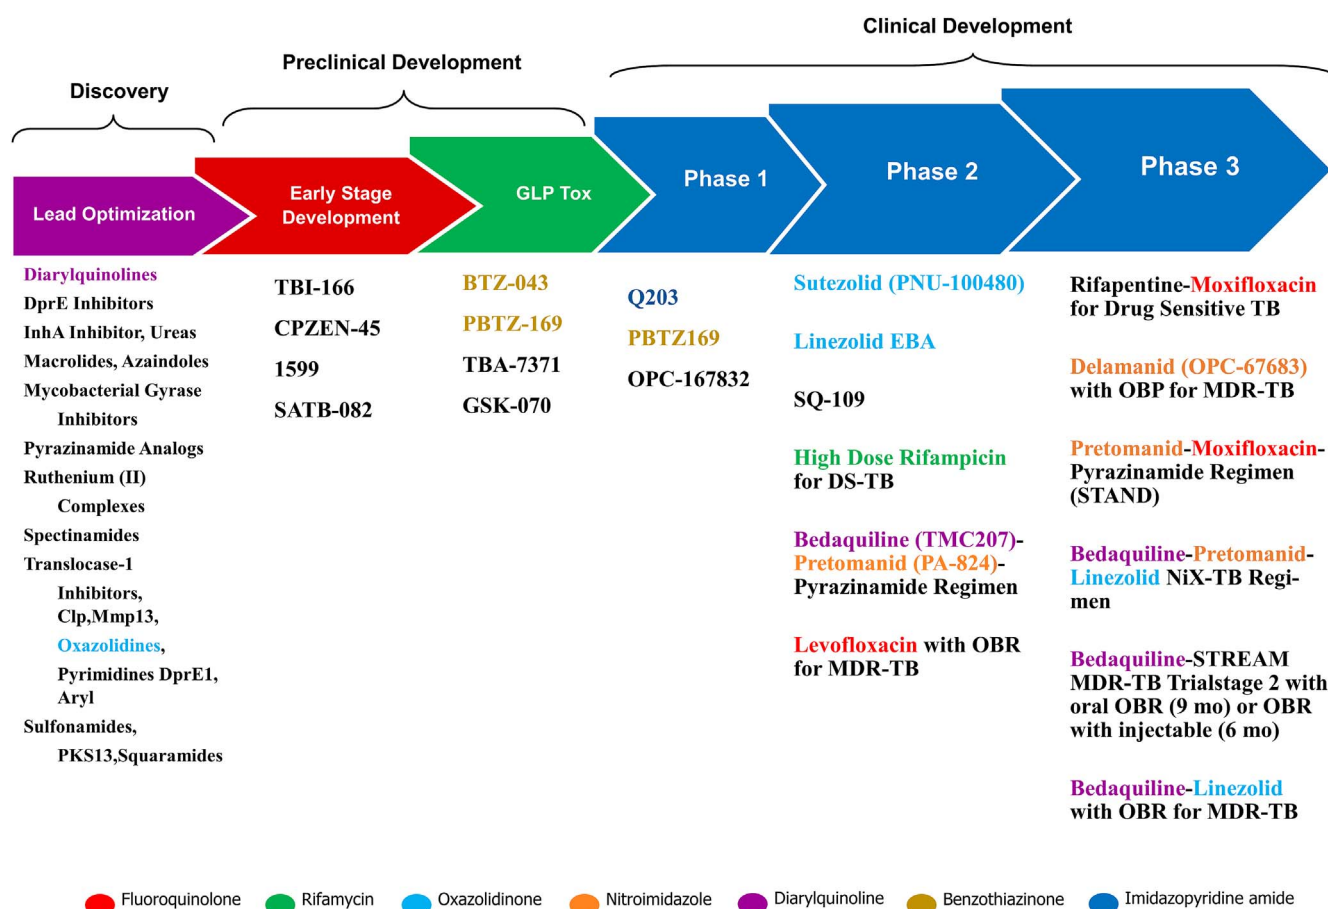 Clinical Development
Preclinical Development
Discovery
Lead Optimization
Early Stage
Development
GLP Tox
Phase 1
Phase 2
Phase 3
Diarylquinolines
DprE Inhibitors
InhA Inhibitor, Ureas
Macrolides, Azaindoles
Mycobacterial Gyrase
Inhibitors
Pyrazinamide Analogs
Ruthenium (II)
Complexes
Spectinamides
Translocase-1
Inhibitors,
Clp,Mmp13,
Oxazolidines,
Pyrimidines DprE1,
Aryl
Sulfonamides,
PKS13,Squaramides
TBI-166
CPZEN-45
1599
SATB-082
BTZ-043
PBTZ-169
TBA-7371
GSK-070
Q203
PBTZ169
OPC-167832
Sutezolid (PNU-100480)
Linezolid EBA
SQ-109
High Dose Rifampicin
for DS-TB
Bedaquiline (TMC207)-
Pretomanid (PA-824)-
Pyrazinamide Regimen
Levofloxacin with OBR
for MDR-TB
Rifapentine-Moxifloxacin
for Drug Sensitive TB
Delamanid (OPC-67683)
with OBP for MDR-TB
Pretomanid-Moxifloxacin-
Pyrazinamide Regimen
(STAND)
Bedaquiline-Pretomanid-
Linezolid NiX-TB Regi-
men
Bedaquiline-STREAM
MDR-TB Trialstage 2 with
oral OBR (9 mo) or OBR
with injectable (6 mo)
Bedaquiline-Linezolid
with OBR for MDR-TB
Fluoroquinolone
Rifamycin
Oxazolidinone
Nitroimidazole
Diarylquinoline
Benzothiazinone
Imidazopyridine amide